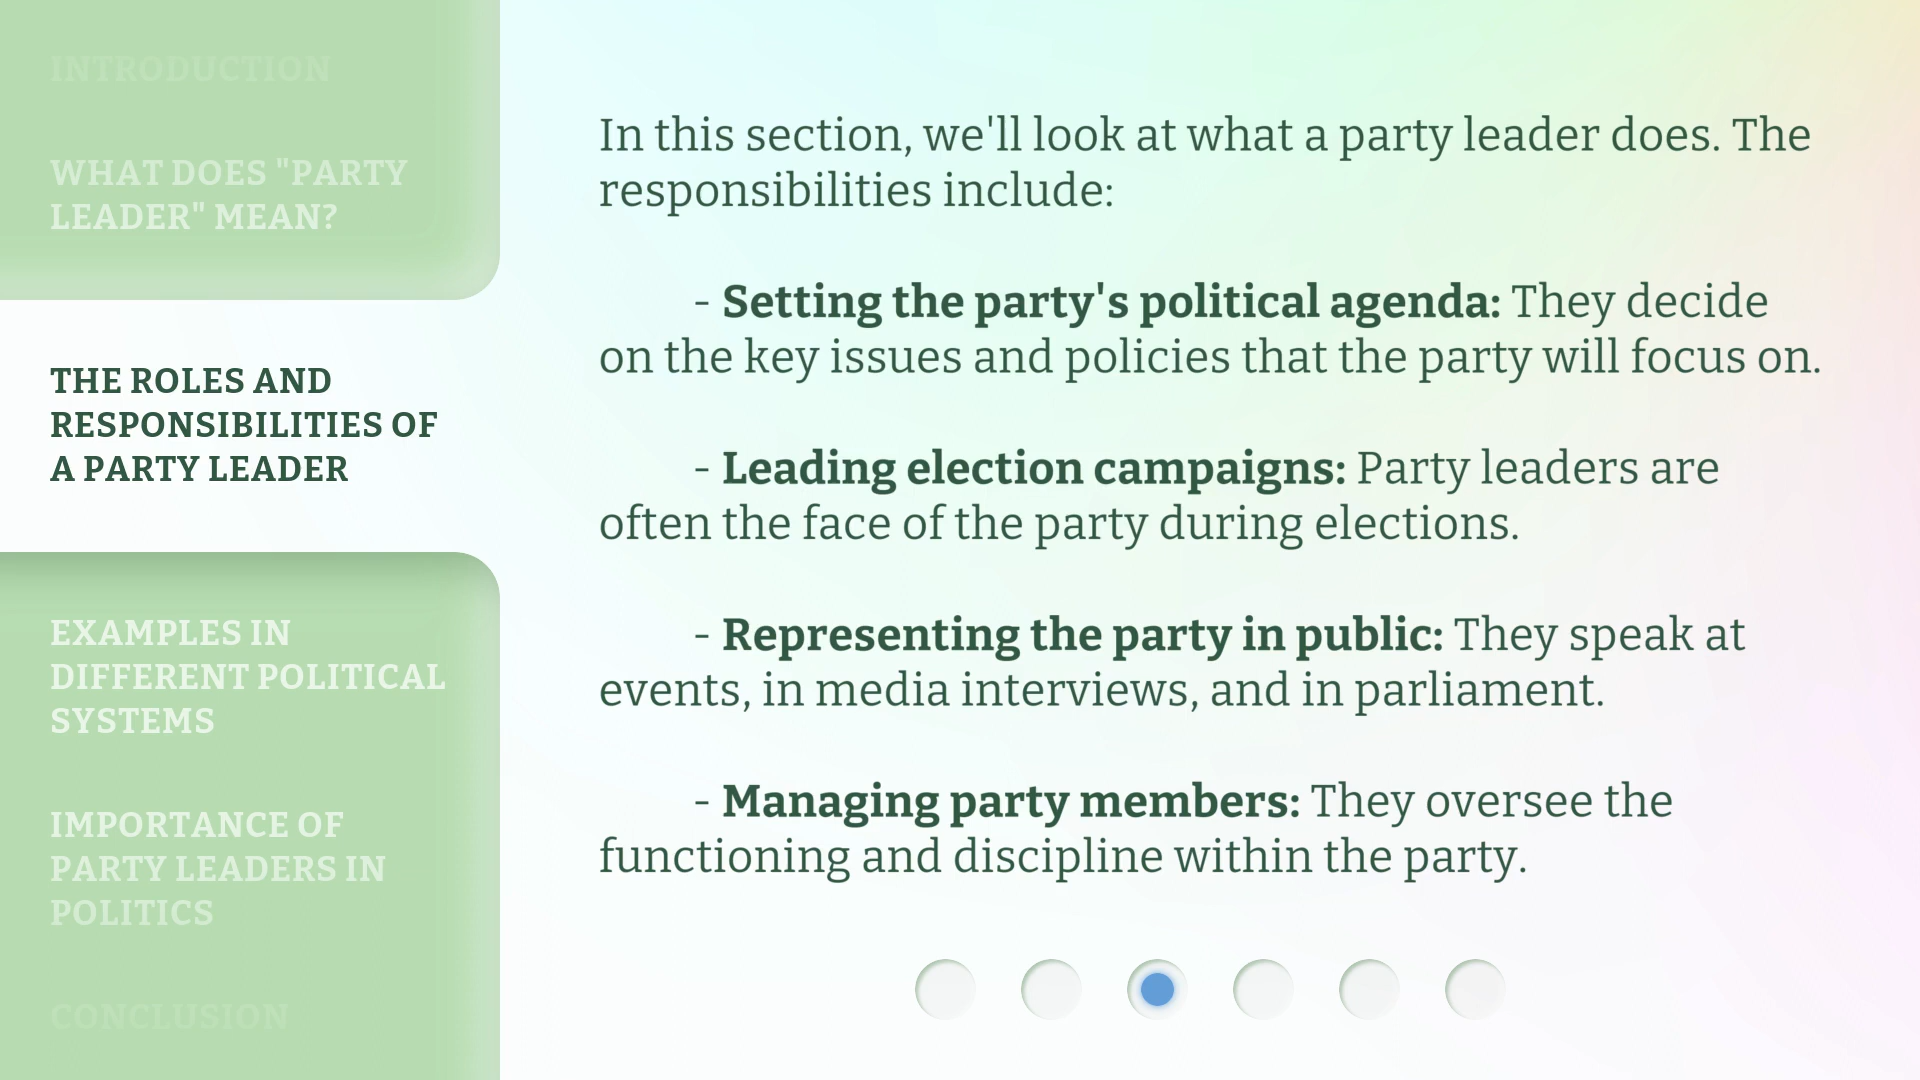 INTRODUCTION
WHAT DOES "PARTY
LEADER" MEAN?
THE ROLES AND
RESPONSIBILITIES OF
A PARTY LEADER
EXAMPLES IN
DIFFERENT POLITICAL
SYSTEMS
IMPORTANCE OF
PARTY LEADERS IN
POLITICS
CONCLUSION
In this section, we'll look at what a party leader does. The
responsibilities include:
- Setting the party's political agenda: They decide
on the key issues and policies that the party will focus on.
- Leading election campaigns: Party leaders are
often the face of the party during elections.
- Representing the party in public: They speak at
events, in media interviews, and in parliament.
- Managing party members: They oversee the
functioning and discipline within the party.